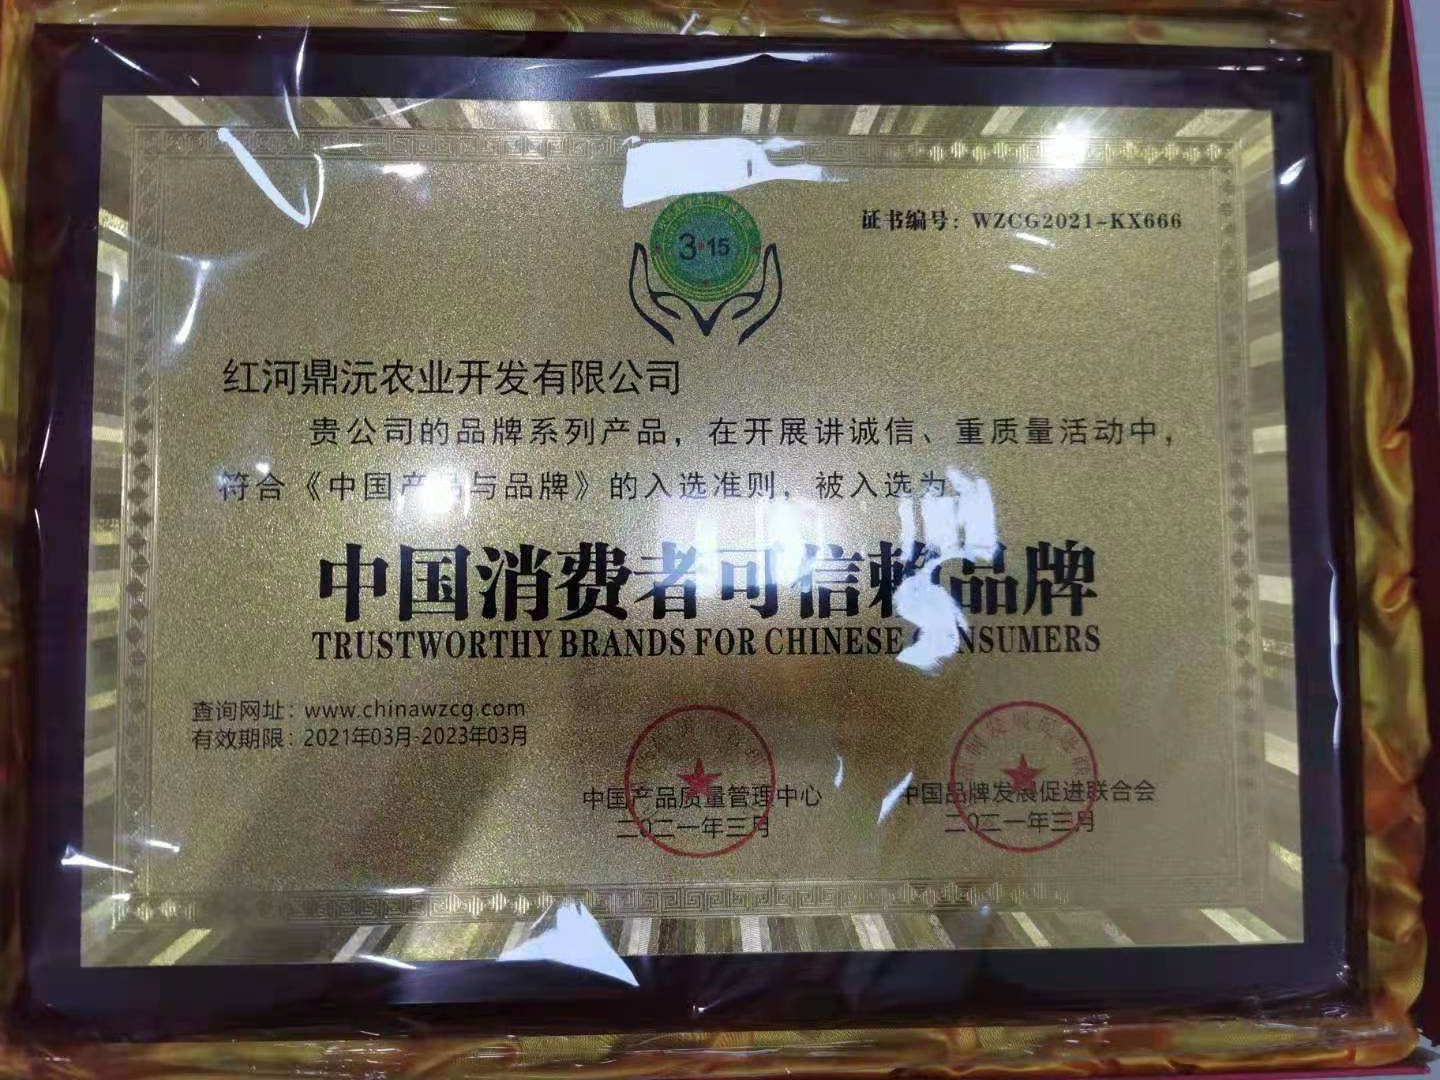 证书编号：WZCG2021-KX666
3·15
红河鼎沅农业开发有限公司
贵公司的品牌系列产品，在开展讲诚信、重质量活动中，
符合《中国产品与品牌》的入选准则，被入选为：
中国消费者可信赖品牌
TRUSTWORTHY BRANDS FOR CHINESE CONSUMERS
查询网址：www.chinawzcg.com
有效期限：2021年03月-2023年03月
中国产品质量管理中心
二〇二一年三月
中国品牌发展促进联合会
二〇二一年三月